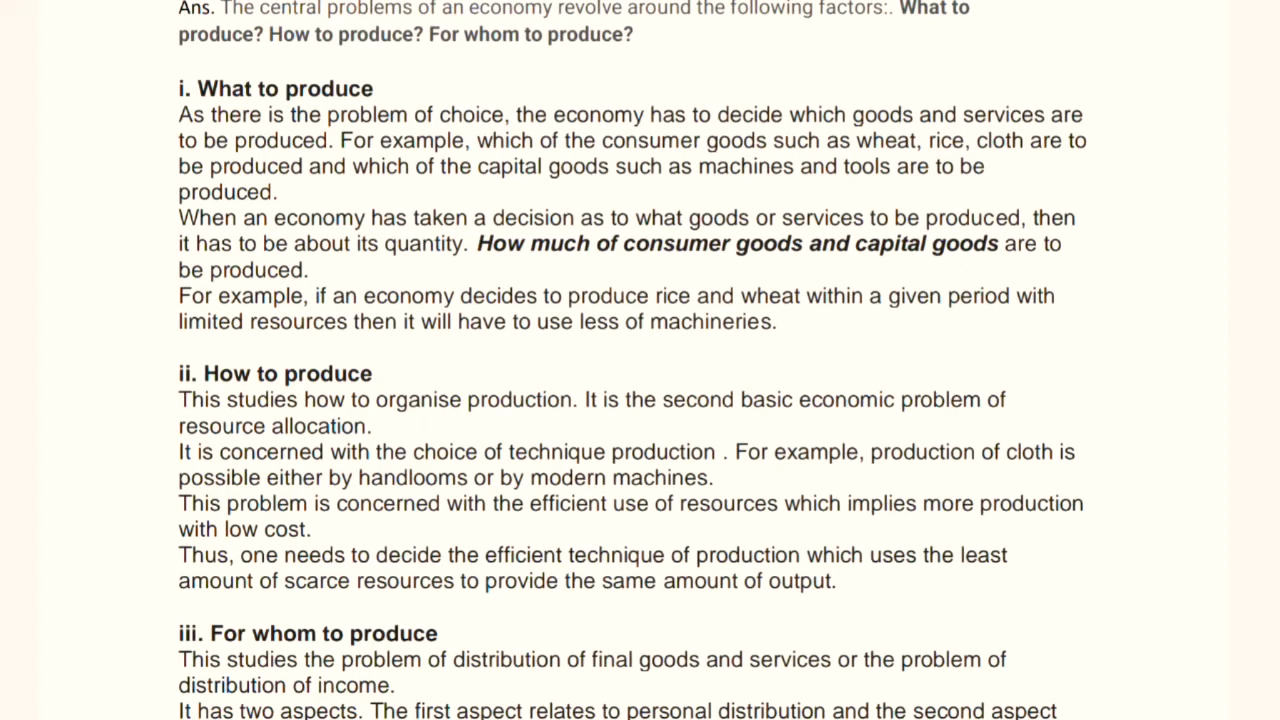 Ans. The central problems of an economy revolve around the following factors:. What to
produce? How to produce? For whom to produce?
i. What to produce
As there is the problem of choice, the economy has to decide which goods and services are
to be produced. For example, which of the consumer goods such as wheat, rice, cloth are to
be produced and which of the capital goods such as machines and tools are to be
produced.
When an economy has taken a decision as to what goods or services to be produced, then
it has to be about its quantity. How much of consumer goods and capital goods are to
be produced.
For example, if an economy decides to produce rice and wheat within a given period with
limited resources then it will have to use less of machineries.
ii. How to produce
This studies how to organise production. It is the second basic economic problem of
resource allocation.
It is concerned with the choice of technique production . For example, production of cloth is
possible either by handlooms or by modern machines.
This problem is concerned with the efficient use of resources which implies more production
with low cost.
Thus, one needs to decide the efficient technique of production which uses the least
amount of scarce resources to provide the same amount of output.
iii. For whom to produce
This studies the problem of distribution of final goods and services or the problem of
distribution of income.
It has two aspects. The first aspect relates to personal distribution and the second aspect